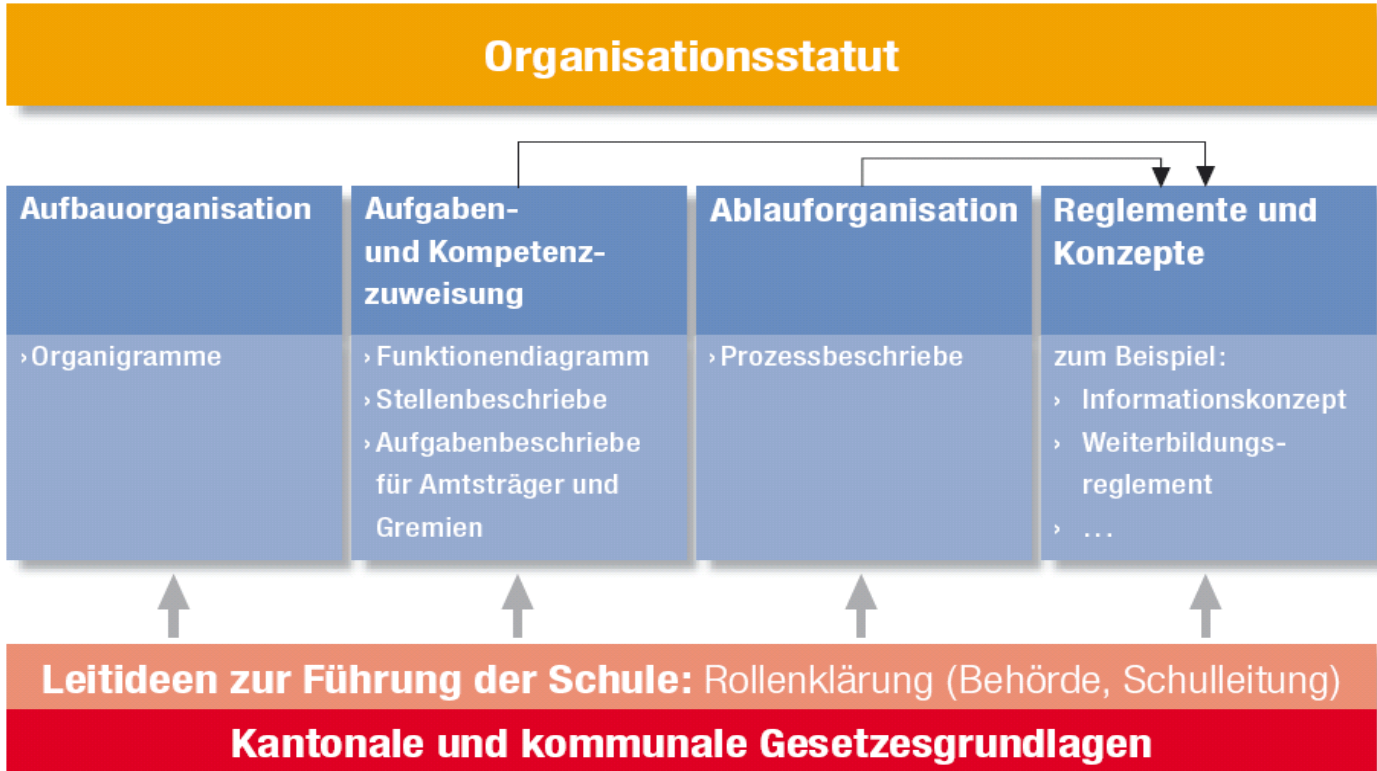 Organisationsstatut
Aufbauorganisation
›Organigramme
Aufgaben-
und Kompetenz-
zuweisung
›Funktionendiagramm
›Stellenbeschriebe
›Aufgabenbeschriebe
für Amtsträger und
Gremien
Ablauforganisation
›Prozessbeschriebe
Reglemente und
Konzepte
zum Beispiel:
› Informationskonzept
› Weiterbildungs-
reglement
› …
Leitideen zur Führung der Schule: Rollenklärung (Behörde, Schulleitung)
Kantonale und kommunale Gesetzesgrundlagen